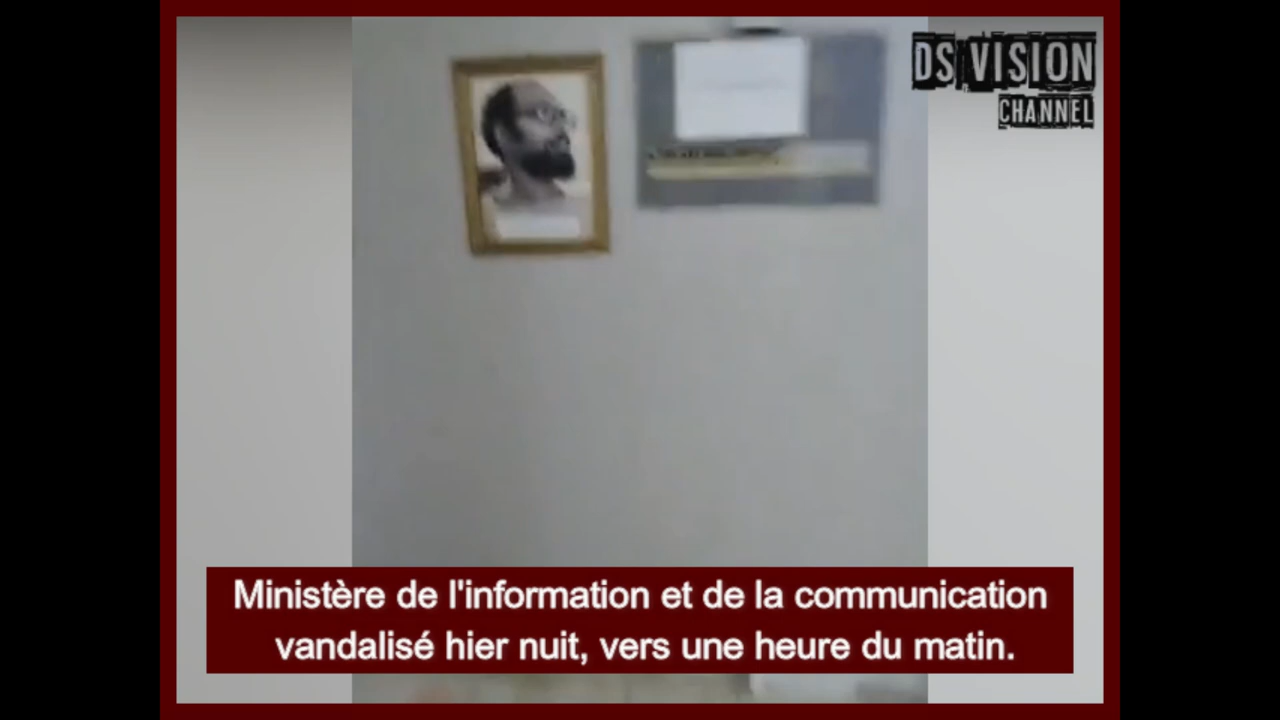 DS VISION
CHANNEL
Ministère de l'information et de la communication
vandalisé hier nuit, vers une heure du matin.